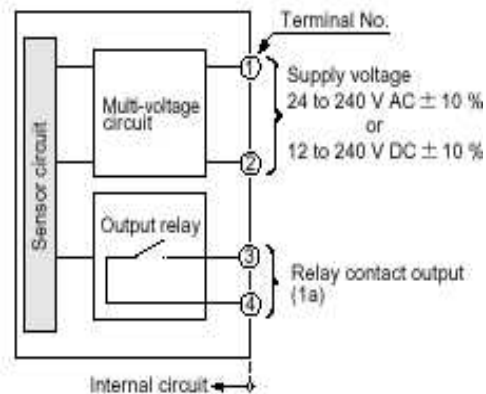 Terminal No.
Sensor circuit
Multi-voltage
circuit
1
2
Supply voltage
24 to 240 V AC ± 10 %
or
12 to 240 V DC ± 10 %
Output relay
3
4
Relay contact output
(1a)
Internal circuit